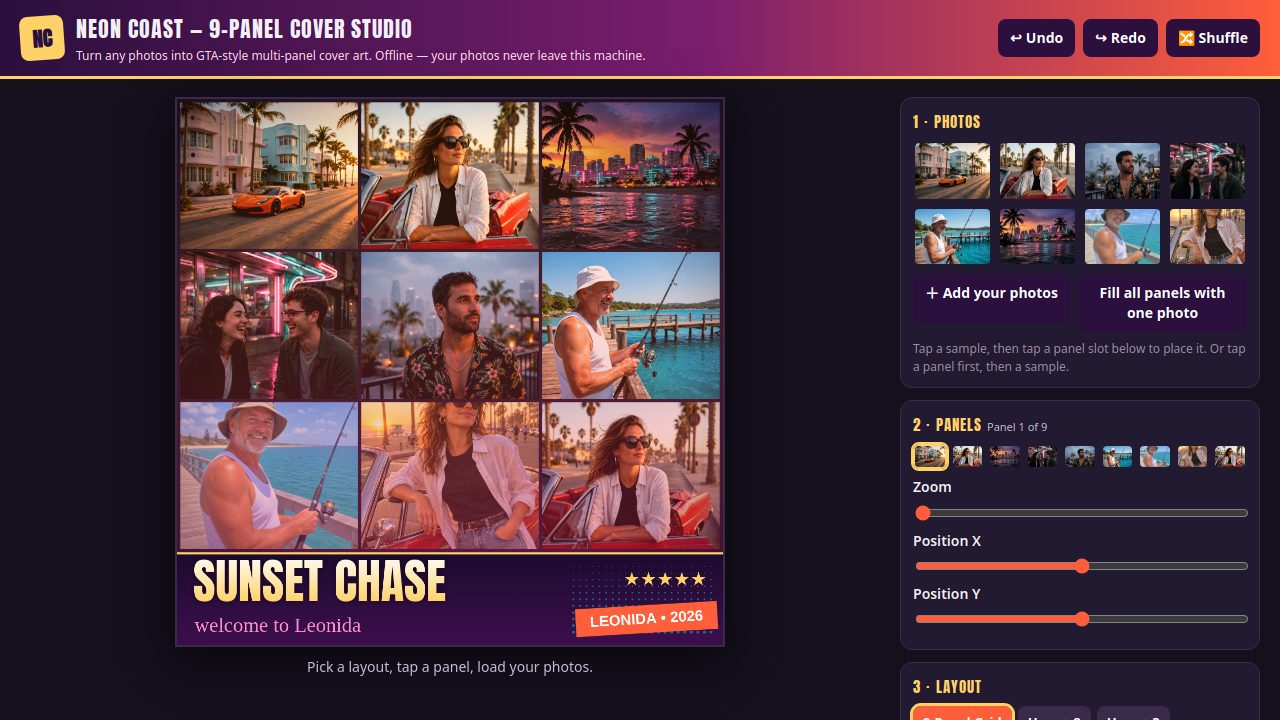 NC
NEON COAST – 9-PANEL COVER STUDIO
Turn any photos into GTA-style multi-panel cover art. Offline — your photos never leave this machine.
↩ Undo
↪ Redo
🔀 Shuffle
SUNSET CHASE
welcome to Leonida
★★★★★
LEONIDA • 2026
Pick a layout, tap a panel, load your photos.
1 · PHOTOS
+ Add your photos
Fill all panels with
one photo
Tap a sample, then tap a panel slot below to place it. Or tap
a panel first, then a sample.
2 · PANELS Panel 1 of 9
Zoom
Position X
Position Y
3 · LAYOUT